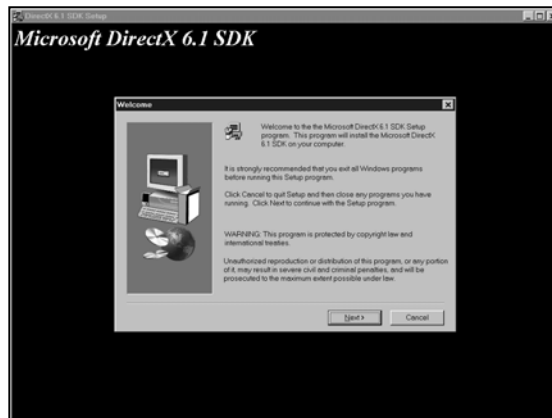 DirectX 6.1 SDK Setup
Microsoft DirectX 6.1 SDK
Welcome
Welcome to the the Microsoft DirectX 6.1 SDK Setup
program. This program will install the Microsoft DirectX
6.1 SDK on your computer.
It is strongly recommended that you exit all Windows programs
before running this Setup program.
Click Cancel to quit Setup and then close any programs you have
running. Click Next to continue with the Setup program.
WARNING: This program is protected by copyright law and
international treaties.
Unauthorized reproduction or distribution of this program, or any portion
of it, may result in severe civil and criminal penalties, and will be
prosecuted to the maximum extent possible under law.
Next >
Cancel